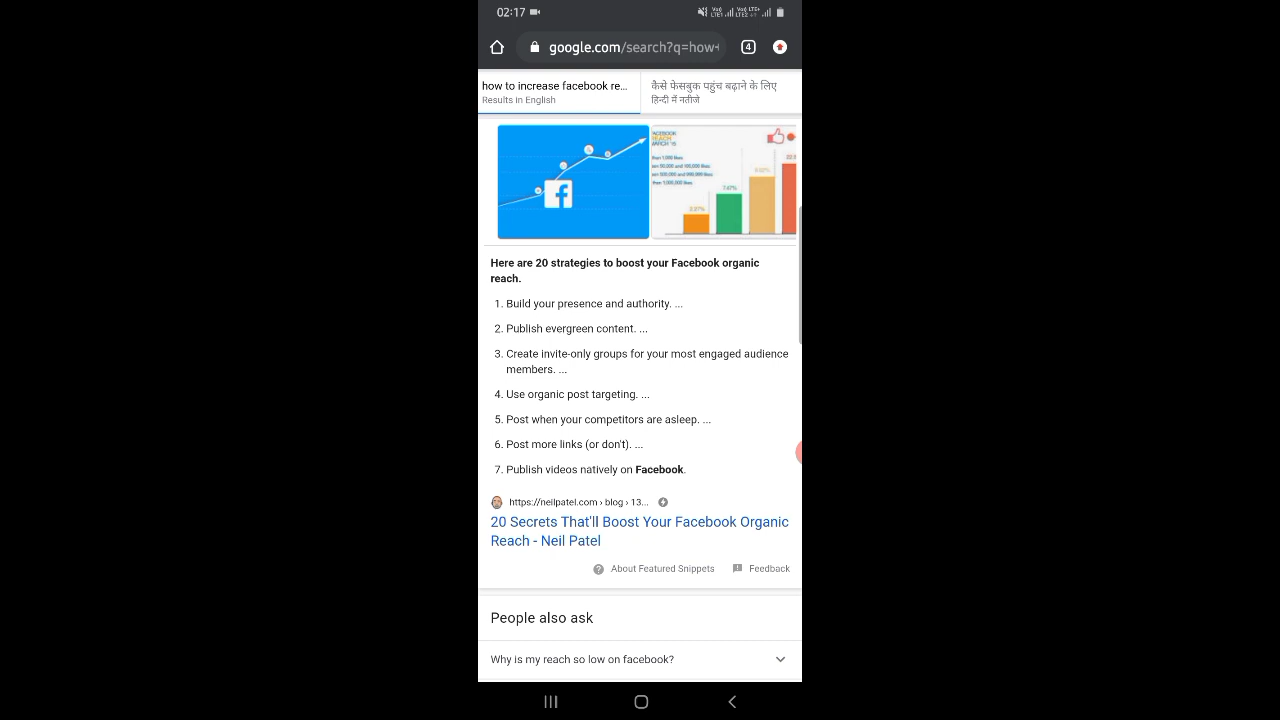 02:17
google.com/search?q=how
4
how to increase facebook re...
Results in English
कैसे फेसबुक पहुंच बढ़ाने के लिए
हिन्दी में नतीजे
7.47%
Here are 20 strategies to boost your Facebook organic
reach.
1. Build your presence and authority. ...
2. Publish evergreen content. ...
3. Create invite-only groups for your most engaged audience
members. ...
4. Use organic post targeting. ...
5. Post when your competitors are asleep. ...
6. Post more links (or don't). ...
7. Publish videos natively on Facebook.
https://neilpatel.com › blog › 13...
20 Secrets That'll Boost Your Facebook Organic
Reach - Neil Patel
About Featured Snippets
Feedback
People also ask
Why is my reach so low on facebook?